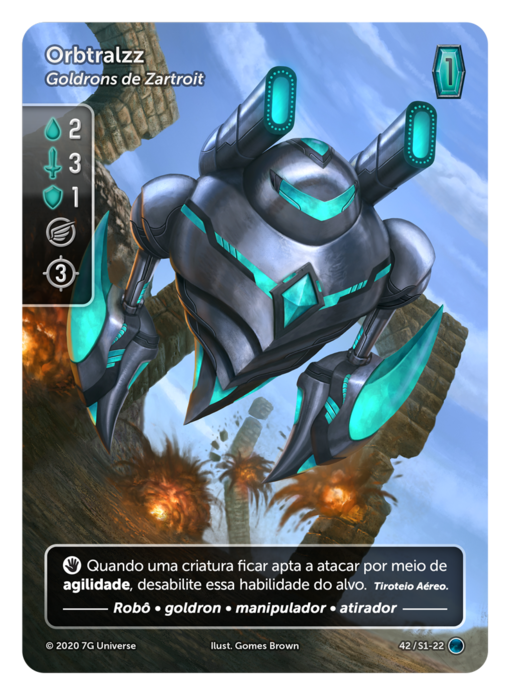 Orbtralzz
Goldrons de Zartroit
1
2
3
1
3
Quando uma criatura ficar apta a atacar por meio de
agilidade, desabilite essa habilidade do alvo. Tiroteio Aéreo.
Robô • goldron • manipulador • atirador
© 2020 7G Universe
Ilust. Gomes Brown
42 / S1-22